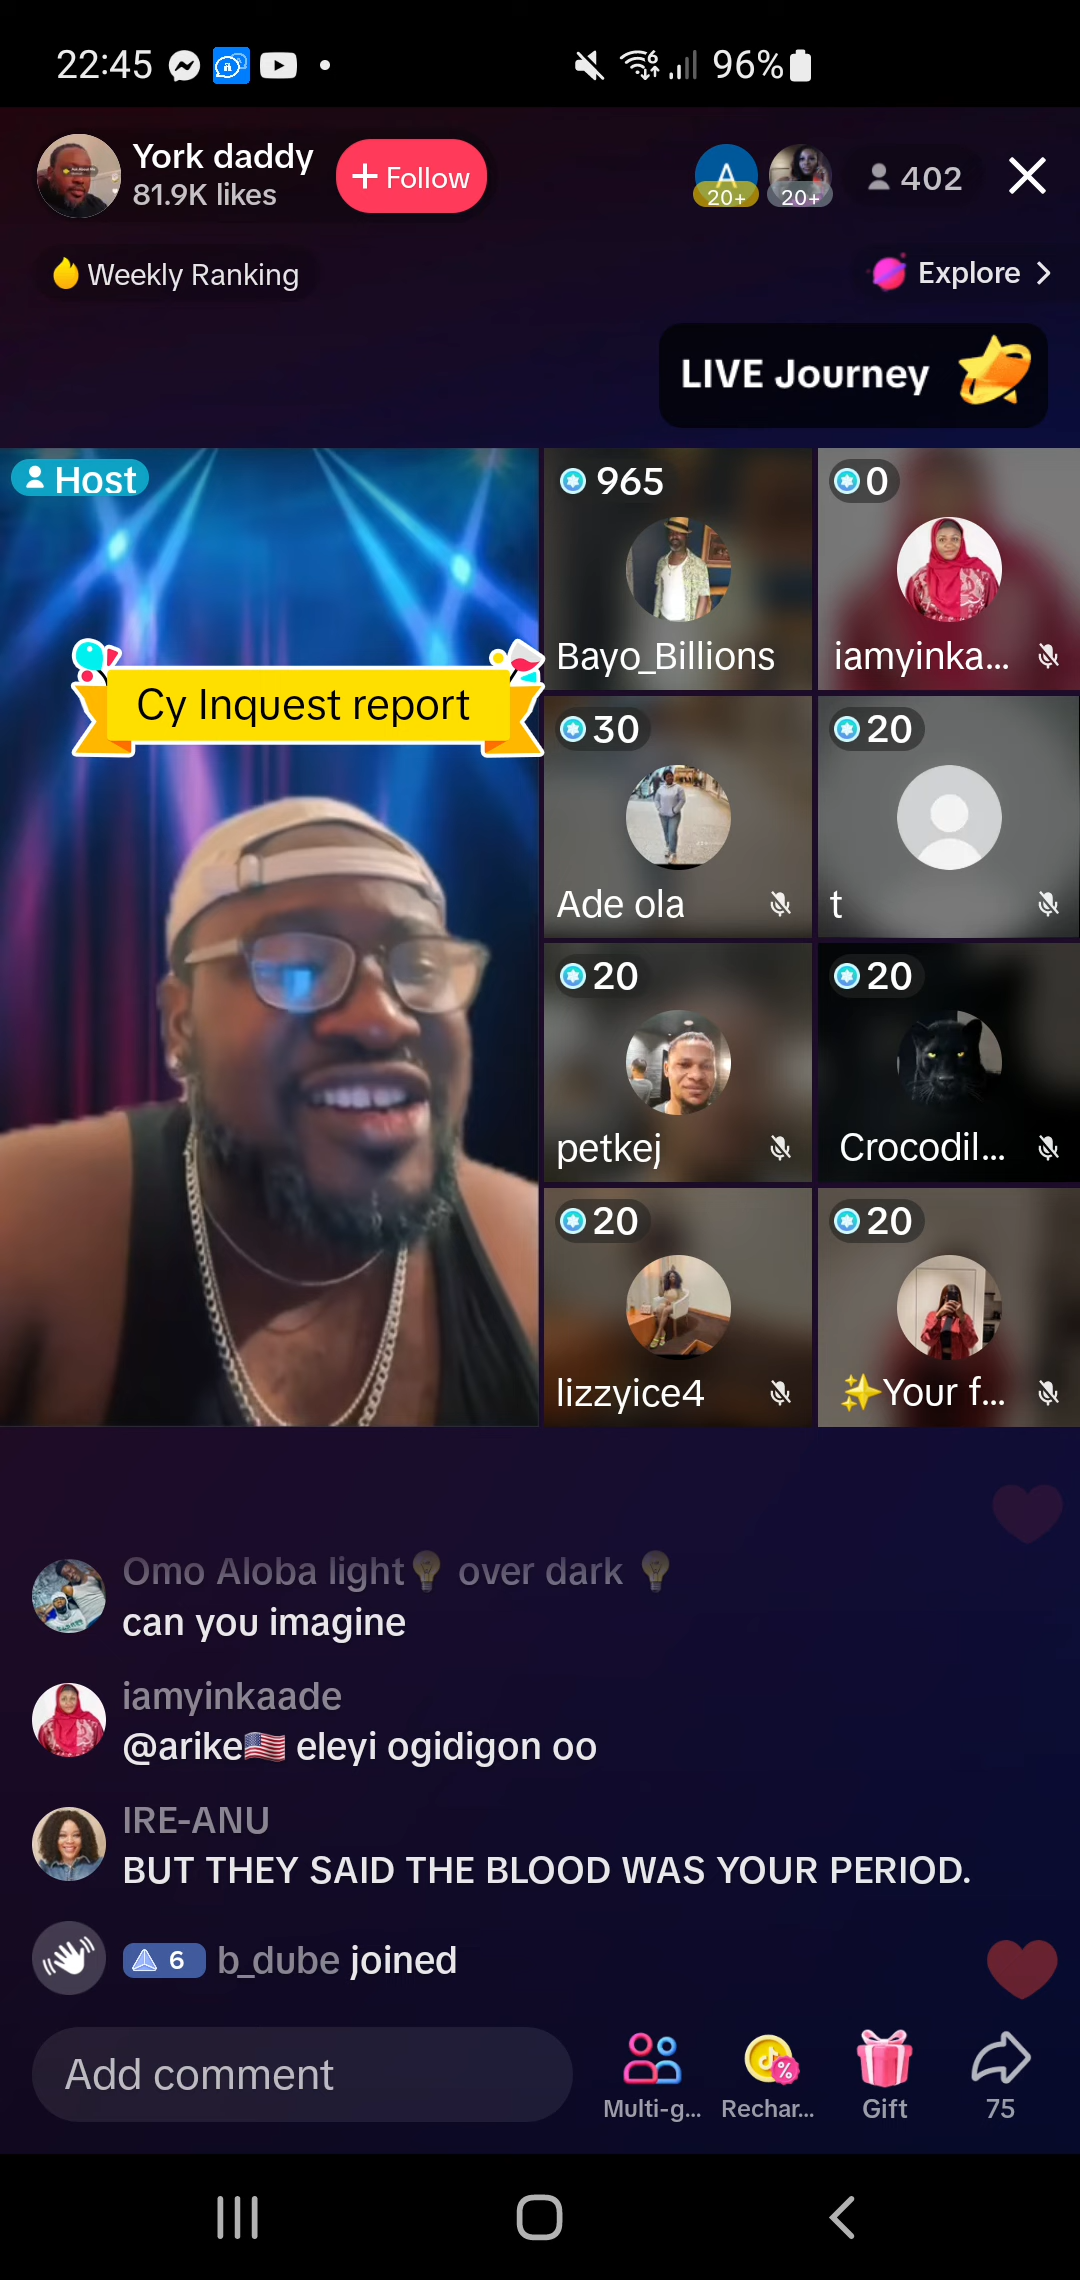 22:45
96%
York daddy
81.9K likes
+ Follow
A
20+
20+
402
Weekly Ranking
Explore
LIVE Journey
Host
Cy Inquest report
965
Bayo_Billions
0
iamyinka...
30
Ade ola
20
t
20
petkej
20
Crocodil...
20
lizzyice4
20
✨Your f...
Omo Aloba light💡 over dark 💡
can you imagine
iamyinkaade
@arike🇺🇸 eleyi ogidigon oo
IRE-ANU
BUT THEY SAID THE BLOOD WAS YOUR PERIOD.
6 b_dube joined
Add comment
Multi-g...
Rechar...
Gift
75